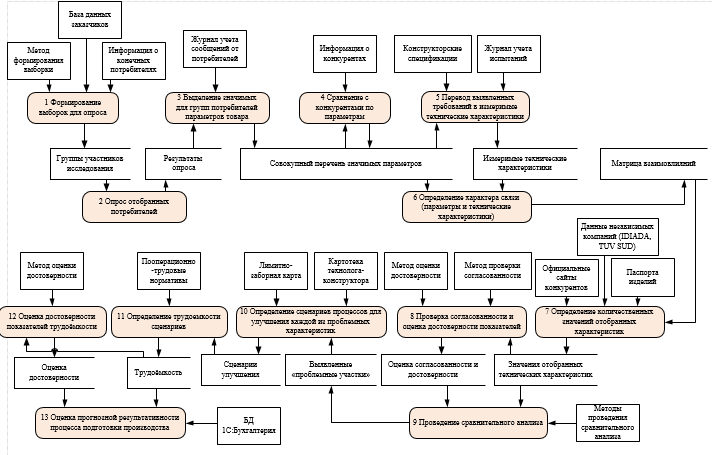 База данных
заказчиков
Метод
формирования
выборки
Информация о
конечных
потребителях
Журнал учета
сообщений от
потребителей
Информация о
конкурентах
Конструкторские
спецификации
Журнал учета
испытаний
1 Формирование
выборок для опроса
3 Выделение значимых
для групп потребителей
параметров товара
4 Сравнение с
конкурентами по
параметрам
5 Перевод выявленных
требований в измеримые
технические характеристики
Группы участников
исследования
Результаты
опроса
Совокупный перечень значимых параметров
Измеримые технические
характеристики
Матрица взаимовлияний
2 Опрос отобранных
потребителей
6 Определение характера связи
(параметры и технические
характеристики)
Данные независимых
компаний (IDIADA,
TUV SUD)
Метод оценки
достоверности
Пооперационно
-трудовые
нормативы
Лимитно-
заборная карта
Картотека
технолога-
конструктора
Метод оценки
достоверности
Метод проверки
согласованности
Официальные
сайты
конкурентов
Паспорта
изделий
12 Оценка достоверности
показателей трудоёмкости
11 Определение трудоемкости
сценариев
10 Определение сценариев процессов для
улучшения каждой из проблемных
характеристик
8 Проверка согласованности и
оценка достоверности показателей
7 Определение количественных
значений отобранных
характеристик
Оценка
достоверности
Трудоёмкость
Сценарии
улучшения
Выявленные
«проблемные участки»
Оценка согласованности и
достоверности
Значения отобранных
технических характеристик
13 Оценка прогнозной результативности
процесса подготовки производства
БД
1С:Бухгалтерия
9 Проведение сравнительного анализа
Методы
проведения
сравнительного
анализа